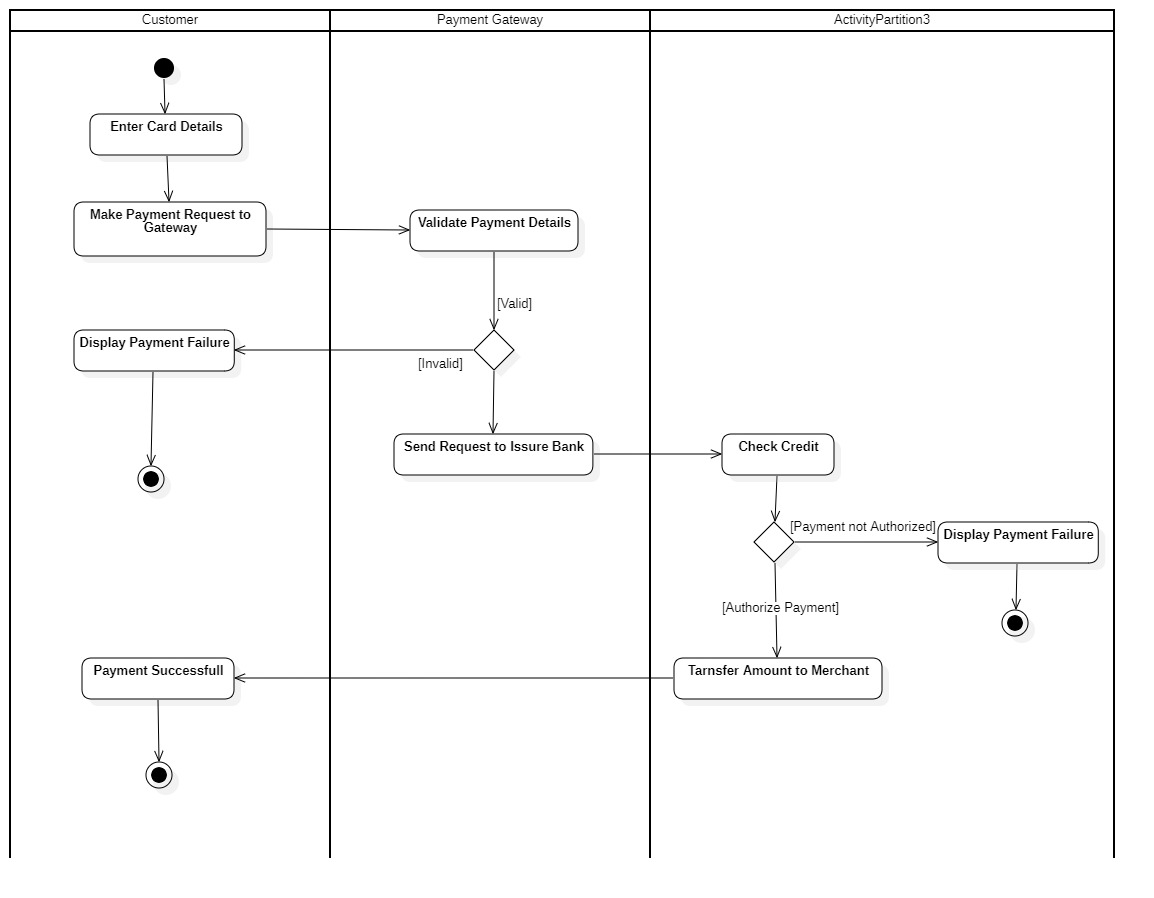 Customer
Payment Gateway
ActivityPartition3
Enter Card Details
Make Payment Request to
Gateway
Validate Payment Details
[Valid]
Display Payment Failure
[Invalid]
Send Request to Issure Bank
Check Credit
[Payment not Authorized]
Display Payment Failure
[Authorize Payment]
Payment Successfull
Tarnsfer Amount to Merchant